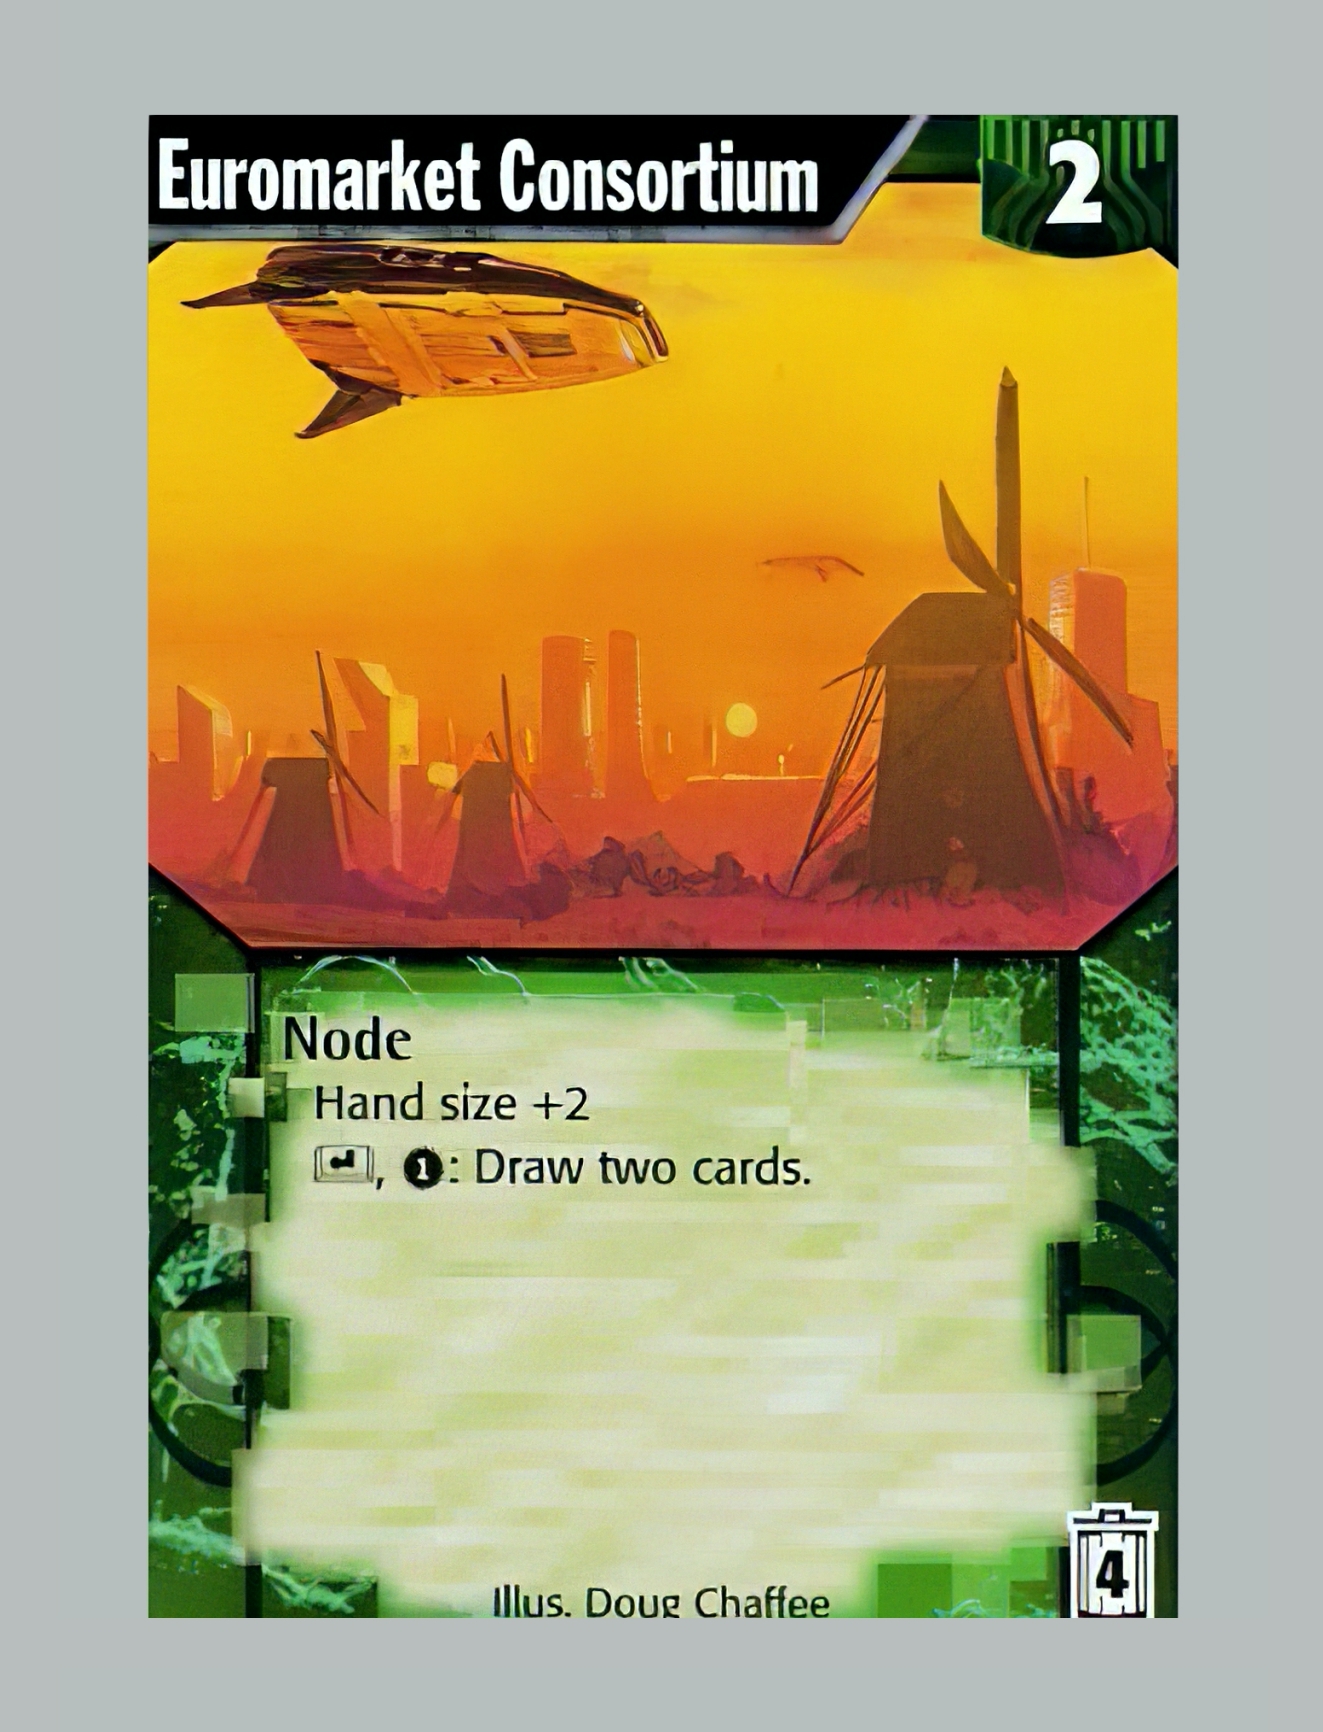 Euromarket Consortium
2
Node
Hand size +2
, 1: Draw two cards.
4
Illus. Doug Chaffee